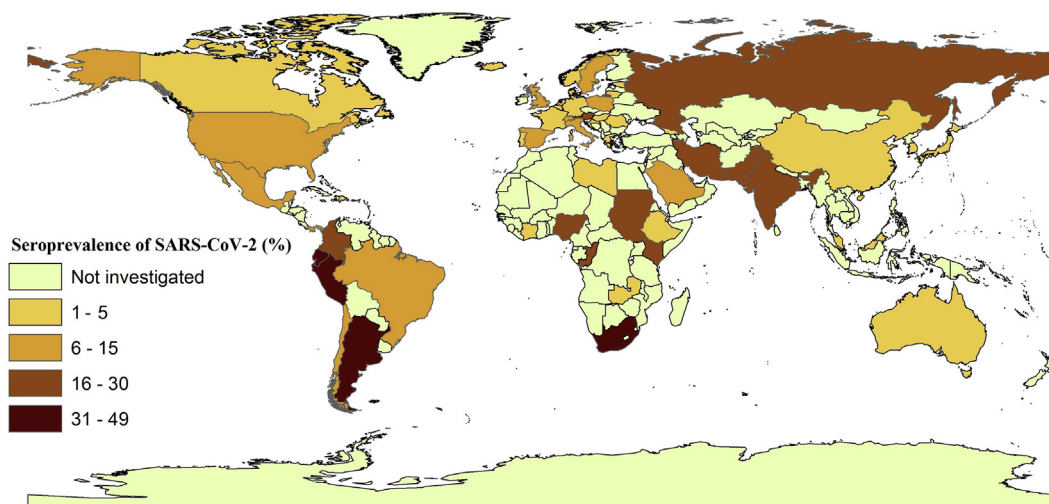 Seroprevalence of SARS-CoV-2 (%)
Not investigated
1 - 5
6 - 15
16 - 30
31 - 49